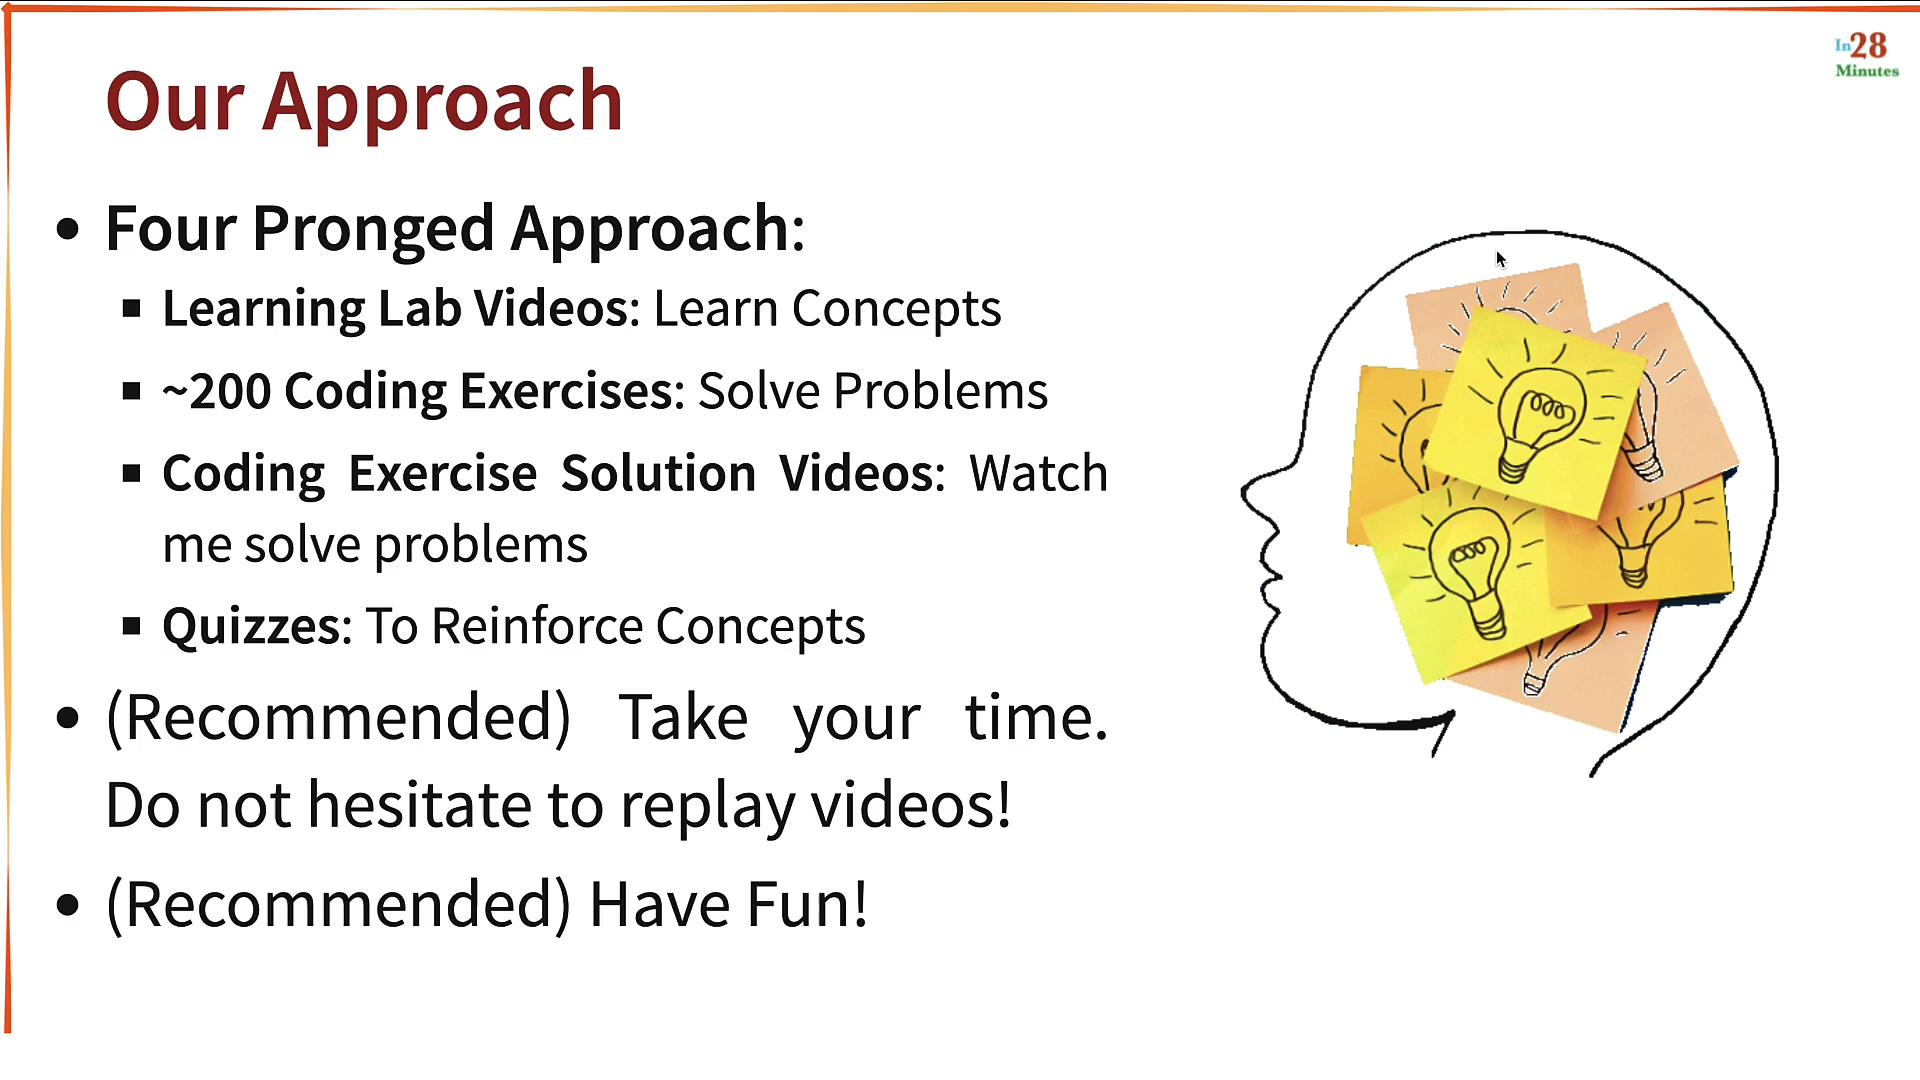 In28
Minutes
Our Approach
• Four Pronged Approach:
▪ Learning Lab Videos: Learn Concepts
▪ ~200 Coding Exercises: Solve Problems
▪ Coding Exercise Solution Videos: Watch
me solve problems
▪ Quizzes: To Reinforce Concepts
• (Recommended) Take your time.
Do not hesitate to replay videos!
• (Recommended) Have Fun!